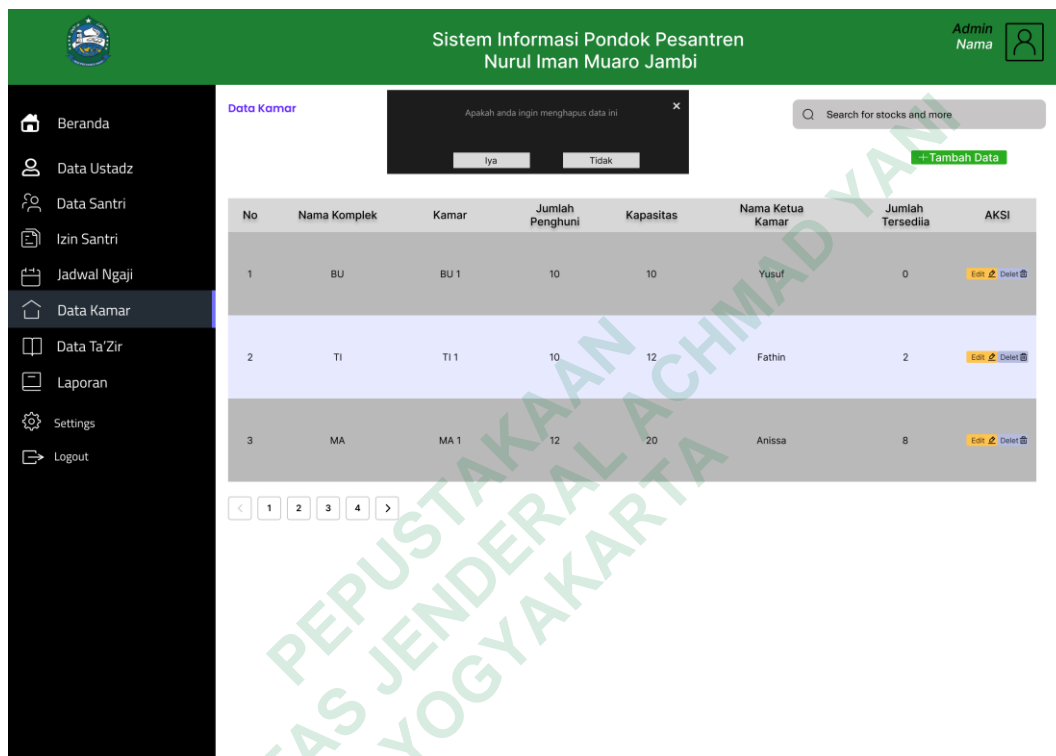 Sistem Informasi Pondok Pesantren
Nurul Iman Muaro Jambi
Admin
Nama
Beranda
Data Ustadz
Data Santri
Izin Santri
Jadwal Ngaji
Data Kamar
Data Ta'Zir
Laporan
Settings
Logout
Data Kamar
Apakah anda ingin menghapus data ini
×
Iya Tidak
Search for stocks and more
+Tambah Data
No Nama Komplek Kamar Jumlah Penghuni Kapasitas Nama Ketua Kamar Jumlah Tersediia AKSI
1 BU BU 1 10 10 Yusuf 0 Edit Delet
2 TI TI 1 10 12 Fathin 2 Edit Delet
3 MA MA 1 12 20 Anissa 8 Edit Delet
< 1 2 3 4 >
PEPUSTAKAAN
TAS JENDERAL ACHMAD YANI
YOGYAKARTA